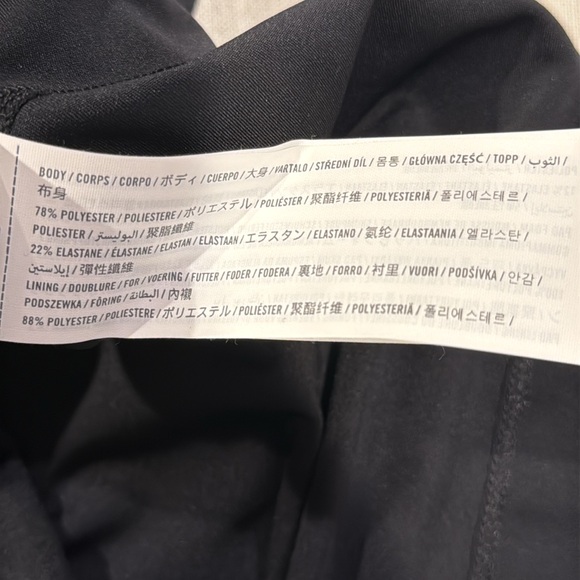 BODY / CORPS / CORPO / ボディ / CUERPO / 大身 / VARTALO / STŘEDNÍ DÍL / 몸통 / GŁÓWNA CZĘŚĆ / TOPP / الثوب /
布身
78% POLYESTER / POLIESTERE / ポリエステル / POLIÉSTER / 聚酯纤维 / POLYESTERIÄ / 폴리에스테르 /
POLIESTER / البوليستر / 聚酯纖維
22% ELASTANE / ÉLASTANE / ELASTAN / ELASTAAN / エラスタン / ELASTANO / 氨纶 / ELASTAANIA / 엘라스탄 /
إيلاستين / 彈性纖維
LINING / DOUBLURE / FOR / VOERING / FUTTER / FODER / FODERA / 裏地 / FORRO / 衬里 / VUORI / PODŠÍVKA / 안감 /
PODSZEWKA / FÔRING / البطانة / 內襯
88% POLYESTER / POLIESTERE / ポリエステル / POLIÉSTER / 聚酯纤维 / POLYESTERIÄ / 폴리에스테르 /